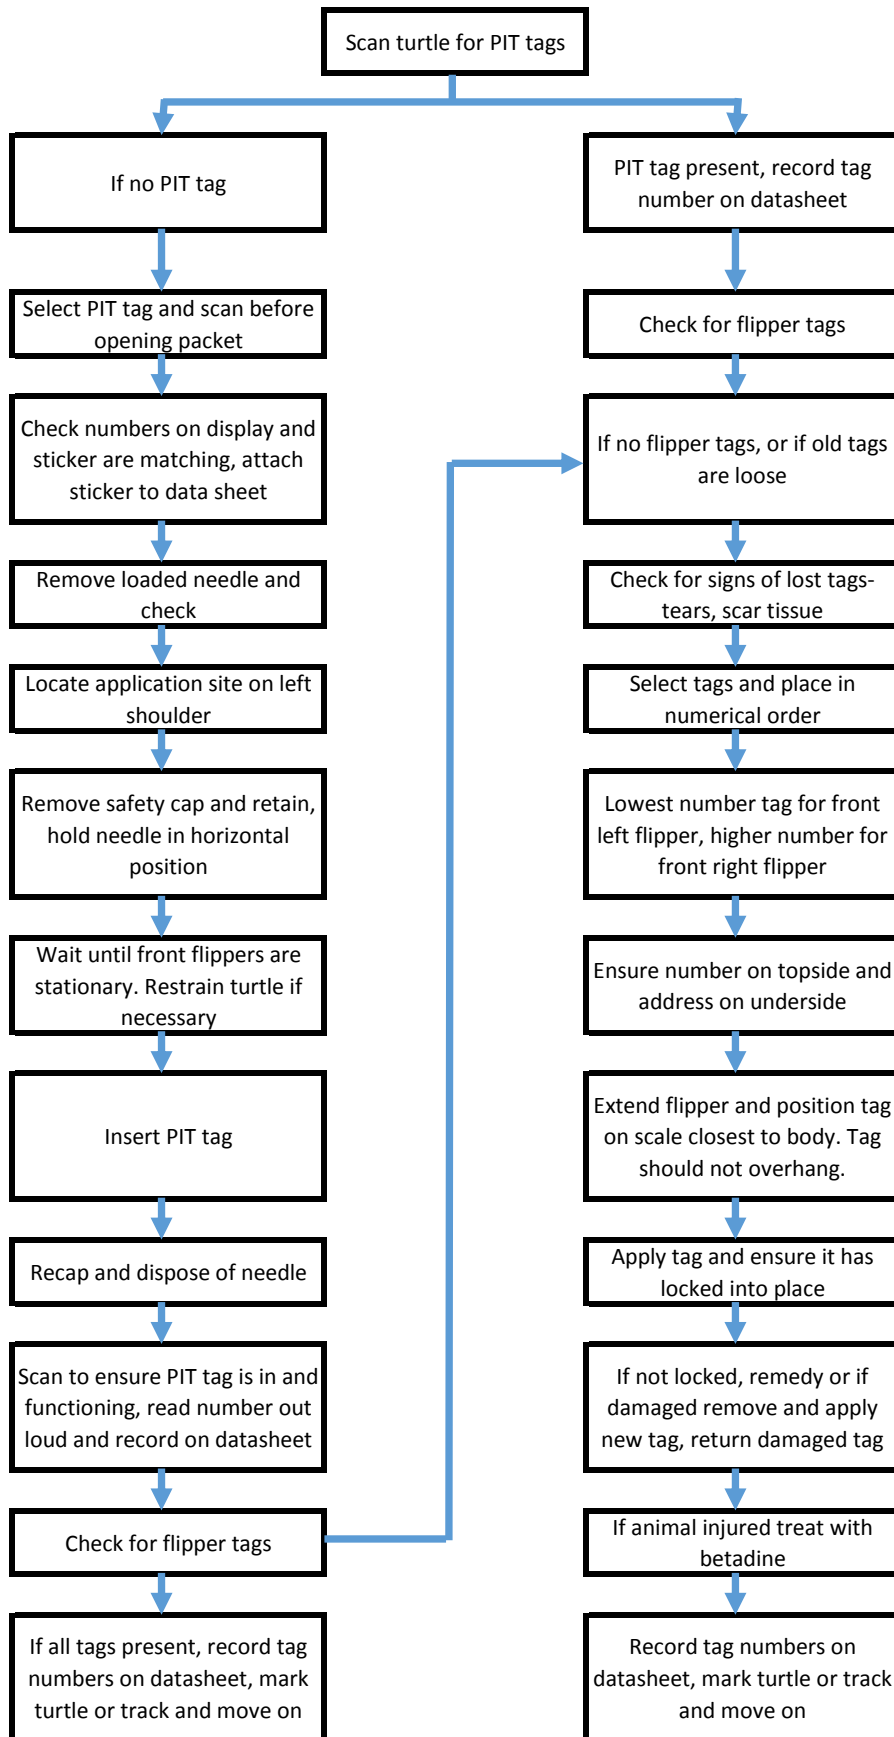 Scan turtle for PIT tags
If no PIT tag
Select PIT tag and scan before
opening packet
Check numbers on display and
sticker are matching, attach
sticker to data sheet
Remove loaded needle and
check
Locate application site on left
shoulder
Remove safety cap and retain,
hold needle in horizontal
position
Wait until front flippers are
stationary. Restrain turtle if
necessary
Insert PIT tag
Recap and dispose of needle
Scan to ensure PIT tag is in and
functioning, read number out
loud and record on datasheet
Check for flipper tags
If all tags present, record tag
numbers on datasheet, mark
turtle or track and move on
PIT tag present, record tag
number on datasheet
Check for flipper tags
If no flipper tags, or if old tags
are loose
Check for signs of lost tags-
tears, scar tissue
Select tags and place in
numerical order
Lowest number tag for front
left flipper, higher number for
front right flipper
Ensure number on topside and
address on underside
Extend flipper and position tag
on scale closest to body. Tag
should not overhang.
Apply tag and ensure it has
locked into place
If not locked, remedy or if
damaged remove and apply
new tag, return damaged tag
If animal injured treat with
betadine
Record tag numbers on
datasheet, mark turtle or track
and move on